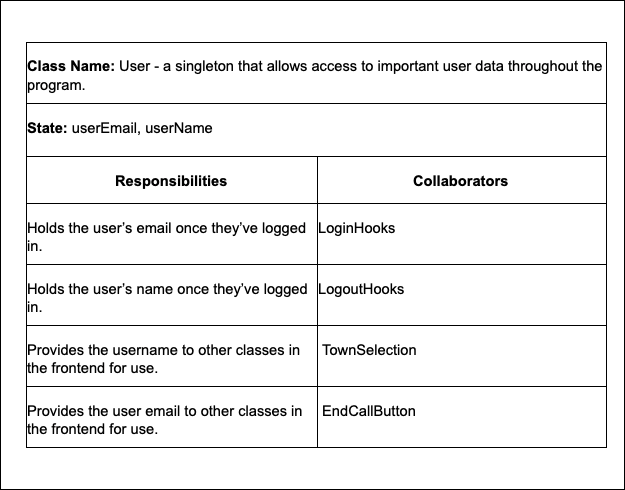 Class Name: User - a singleton that allows access to important user data throughout the
program.
State: userEmail, userName
Responsibilities
Collaborators
Holds the user’s email once they’ve logged
in.
LoginHooks
Holds the user’s name once they’ve logged
in.
LogoutHooks
Provides the username to other classes in
the frontend for use.
TownSelection
Provides the user email to other classes in
the frontend for use.
EndCallButton